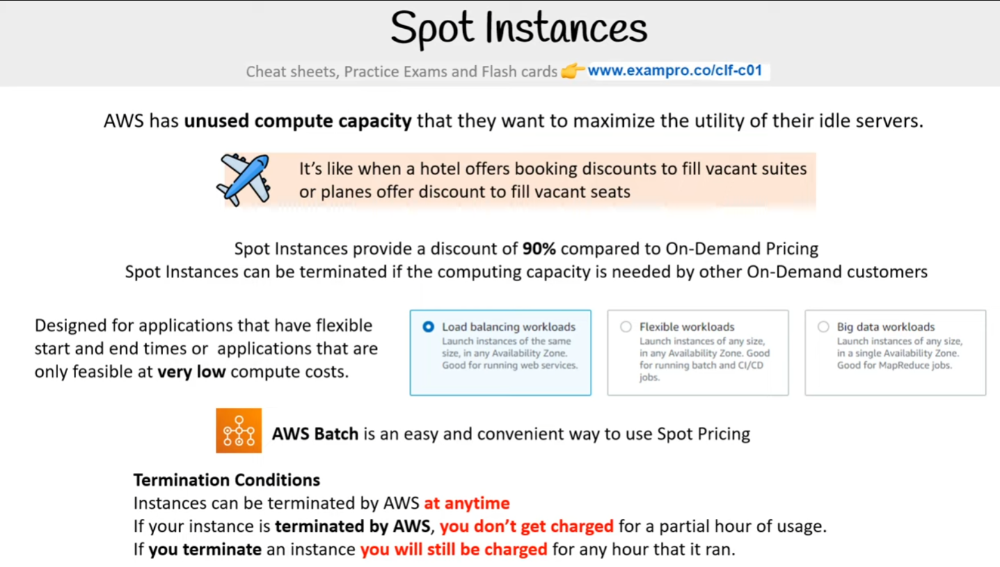 Spot Instances
Cheat sheets, Practice Exams and Flash cards 👉 www.exampro.co/clf-c01
AWS has unused compute capacity that they want to maximize the utility of their idle servers.
It's like when a hotel offers booking discounts to fill vacant suites
or planes offer discount to fill vacant seats
Spot Instances provide a discount of 90% compared to On-Demand Pricing
Spot Instances can be terminated if the computing capacity is needed by other On-Demand customers
Designed for applications that have flexible
start and end times or applications that are
only feasible at very low compute costs.
Load balancing workloads
Launch instances of the same
size, in any Availability Zone.
Good for running web services.
Flexible workloads
Launch instances of any size,
in any Availability Zone. Good
for running batch and CI/CD
jobs.
Big data workloads
Launch instances of any size,
in a single Availability Zone.
Good for MapReduce jobs.
AWS Batch is an easy and convenient way to use Spot Pricing
Termination Conditions
Instances can be terminated by AWS at anytime
If your instance is terminated by AWS, you don't get charged for a partial hour of usage.
If you terminate an instance you will still be charged for any hour that it ran.